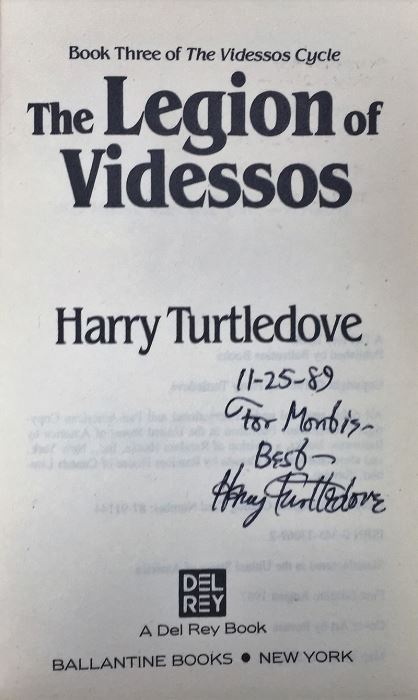 Book Three of The Videssos Cycle
The Legion of
Videssos
Harry Turtledove
11-25-89
For Morbis-
Best-
Harry Turtledove
DEL
REY
A Del Rey Book
BALLANTINE BOOKS ● NEW YORK